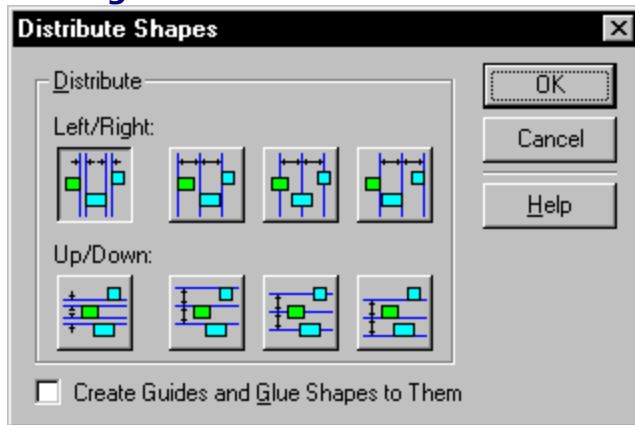 Distribute Shapes
Distribute
OK
Left/Right:
Cancel
Help
Up/Down:
Create Guides and Glue Shapes to Them